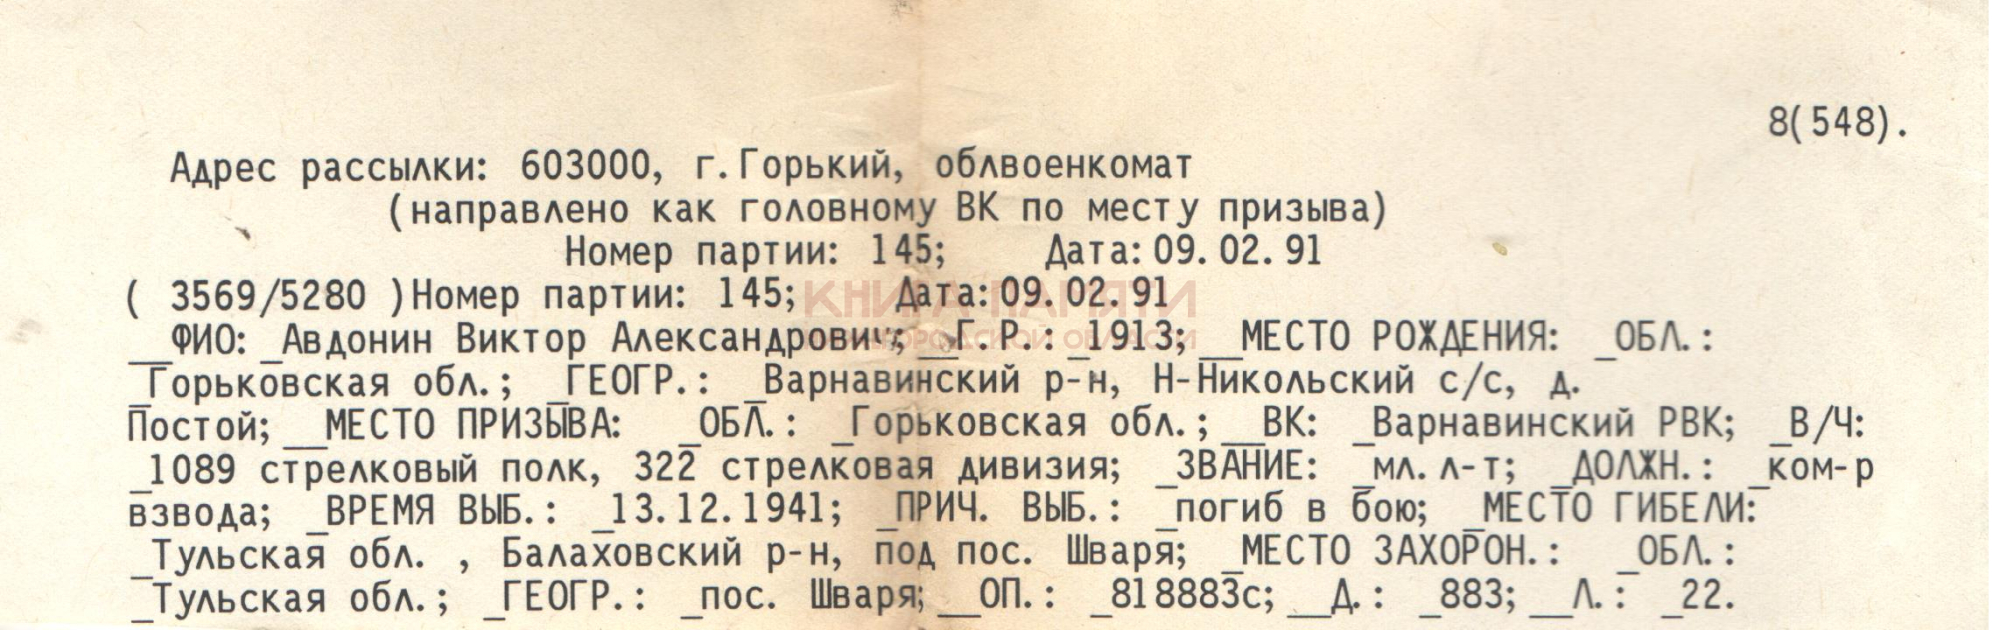 8(548).
Адрес рассылки: 603000, г.Горький, облвоенкомат
(направлено как головному ВК по месту призыва)
Номер партии: 145; Дата: 09.02.91
( 3569/5280 )Номер партии: 145; Дата: 09.02.91
КНИГА ПАМЯТИ
НИЖЕГОРОДСКОЙ ОБЛАСТИ
__ФИО: _Авдонин Виктор Александрович; __Г.Р.: _1913; __МЕСТО РОЖДЕНИЯ: _ОБЛ.:
_Горьковская обл.; _ГЕОГР.: _Варнавинский р-н, Н-Никольский с/с, д.
Постой; __МЕСТО ПРИЗЫВА: _ОБЛ.: _Горьковская обл.; __ВК: _Варнавинский РВК; _В/Ч:
_1089 стрелковый полк, 322 стрелковая дивизия; _ЗВАНИЕ: _мл.л-т; _ДОЛЖН.: _ком-р
взвода; _ВРЕМЯ ВЫБ.: _13.12.1941; _ПРИЧ. ВЫБ.: _погиб в бою; _МЕСТО ГИБЕЛИ:
_Тульская обл. , Балаховский р-н, под пос. Шваря; _МЕСТО ЗАХОРОН.: _ОБЛ.:
_Тульская обл.; _ГЕОГР.: _пос. Шваря; __ОП.: _818883с; __Д.: _883; __Л.: _22.